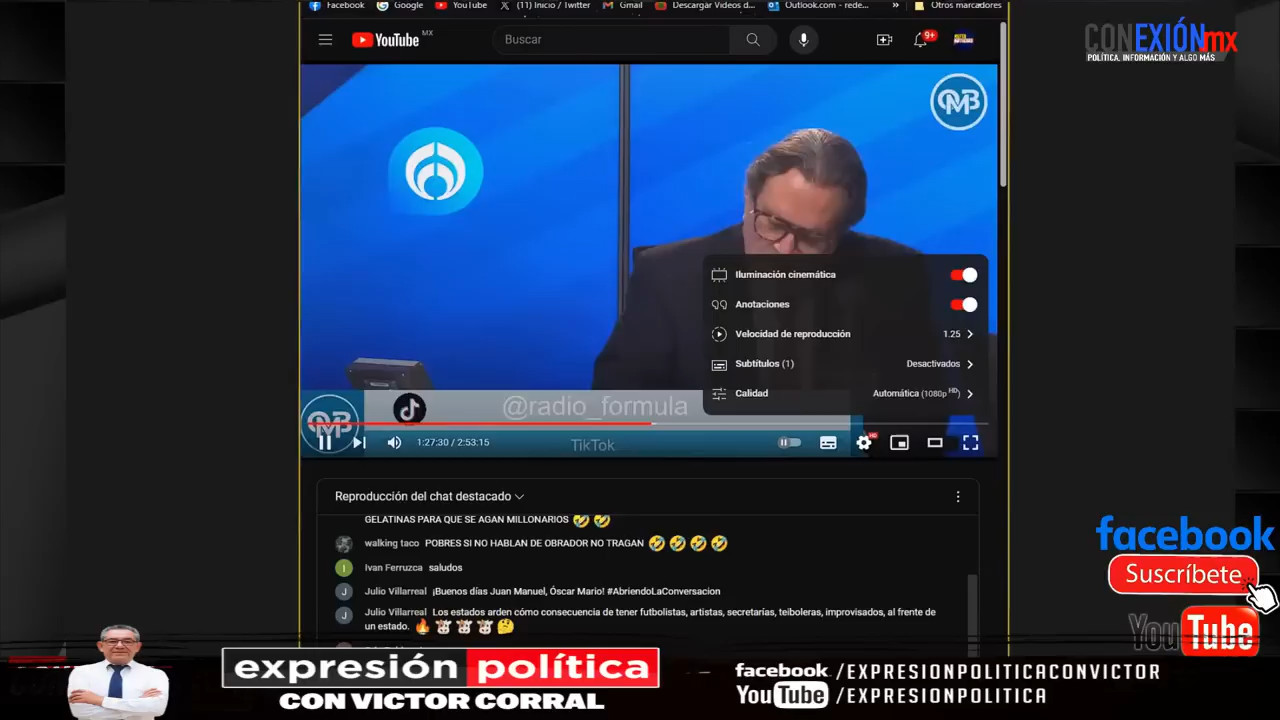 Facebook Google YouTube (11) Inicio / Twitter Gmail Descargar Videos d... Outlook.com - rede... » Otros marcadores
YouTube MX
Buscar
9+
CONEXIÓNmx
POLÍTICA, INFORMACIÓN Y ALGO MÁS
OMB
Iluminación cinemática
Anotaciones
Velocidad de reproducción 1.25
Subtítulos (1) Desactivados
Calidad Automática (1080p HD)
OMB
@radio_formula
1:27:30 / 2:53:15
TikTok
HD
Reproducción del chat destacado
GELATINAS PARA QUE SE AGAN MILLONARIOS 🤣 🤣
walking taco POBRES SI NO HABLAN DE OBRADOR NO TRAGAN 🤣 🤣 🤣 🤣
I Ivan Ferruzca saludos
J Julio Villarreal ¡Buenos días Juan Manuel, Óscar Mario! #AbriendoLaConversacion
J Julio Villarreal Los estados arden cómo consecuencia de tener futbolistas, artistas, secretarías, teiboleras, improvisados, al frente de
un estado. 🔥 🐮 🐮 🐮 🤔
facebook
Suscríbete
YouTube
expresión política
CON VICTOR CORRAL
facebook /EXPRESIONPOLITICACONVICTOR
YouTube /EXPRESIONPOLITICA